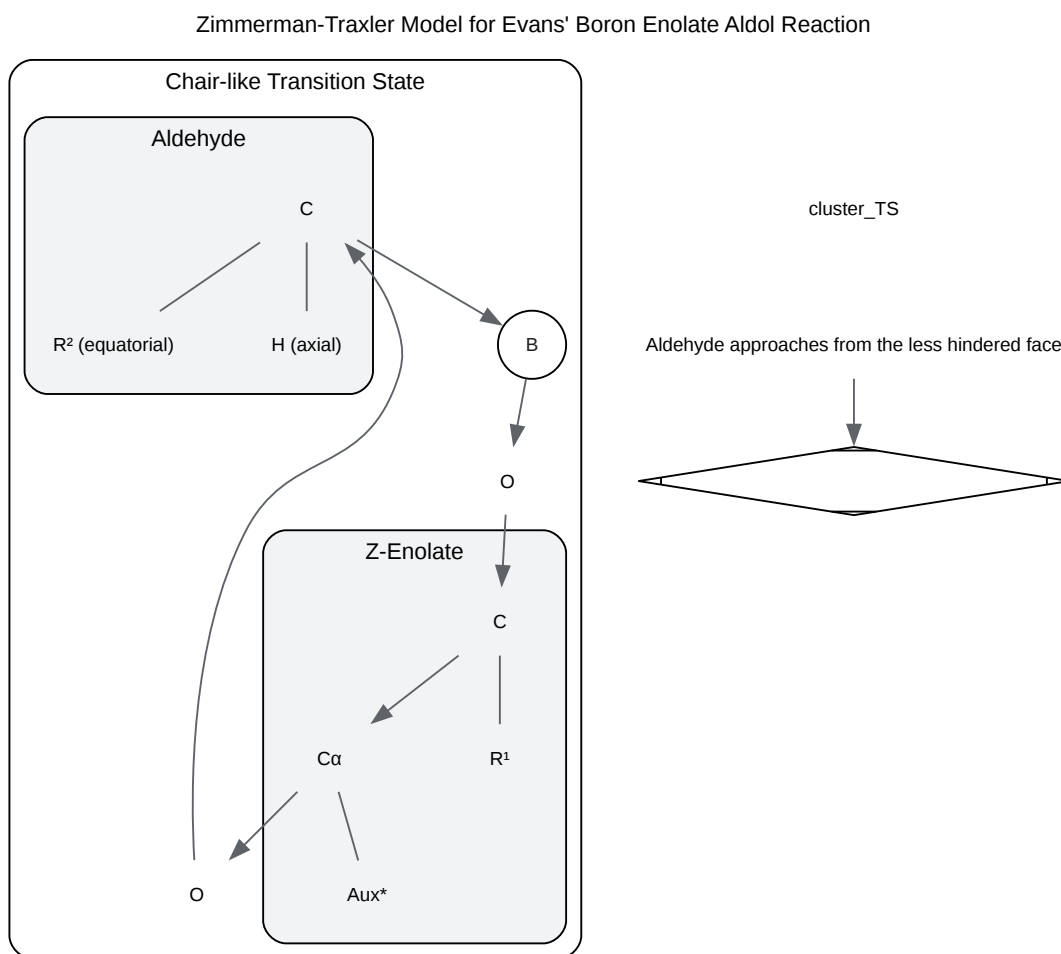 Zimmerman-Traxler Model for Evans' Boron Enolate Aldol Reaction
Chair-like Transition State
Aldehyde
C
cluster_TS
R² (equatorial)
H (axial)
B
Aldehyde approaches from the less hindered face
O
Z-Enolate
C
Cα
R¹
O
Aux*